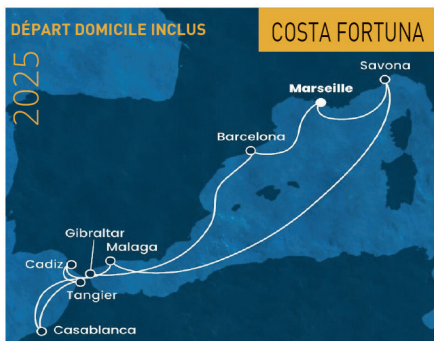 DÉPART DOMICILE INCLUS
COSTA FORTUNA
2025
Savona
Marseille
Barcelona
Gibraltar
Malaga
Cadiz
Tangier
Casablanca